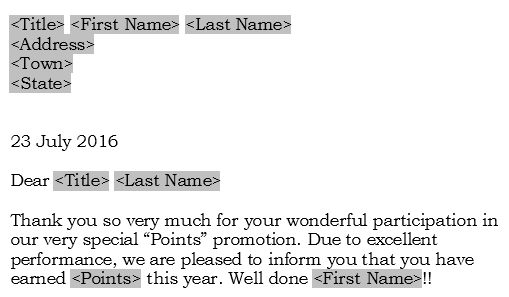 <Title> <First Name> <Last Name>
<Address>
<Town>
<State>
23 July 2016
Dear <Title> <Last Name>
Thank you so very much for your wonderful participation in
our very special “Points” promotion. Due to excellent
performance, we are pleased to inform you that you have
earned <Points> this year. Well done <First Name>!!